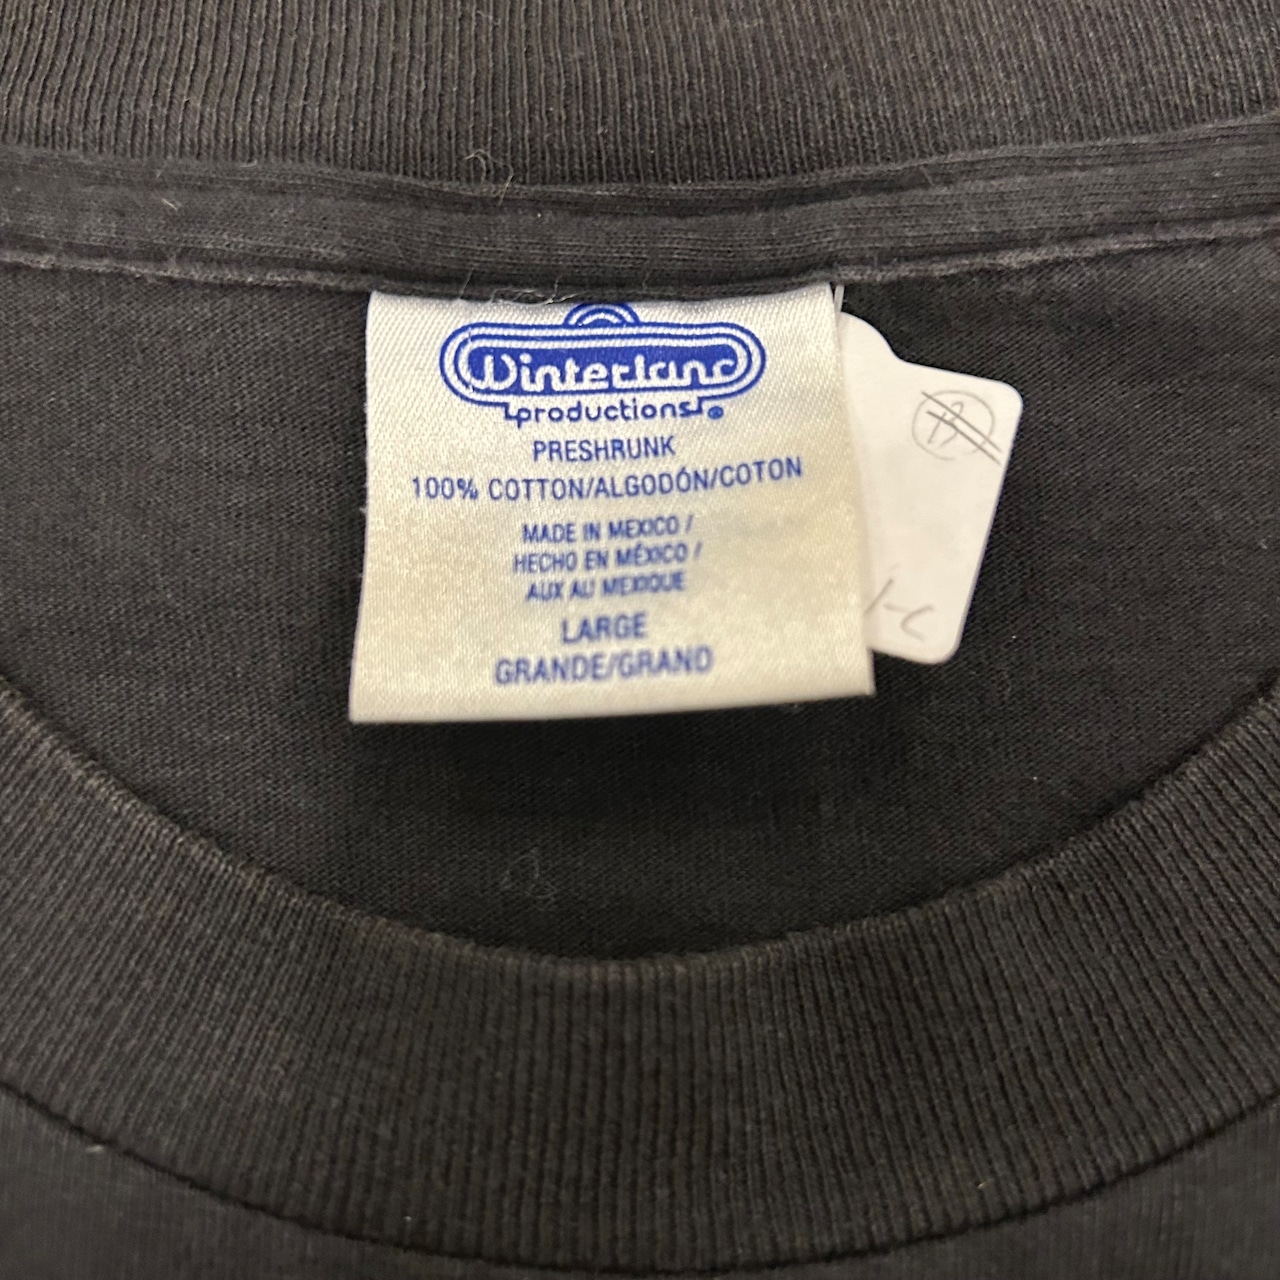 Winterland
productions®
PRESHRUNK
100% COTTON/ALGODÓN/COTON
MADE IN MEXICO /
HECHO EN MÉXICO /
AUX AU MEXIQUE
LARGE
GRANDE/GRAND